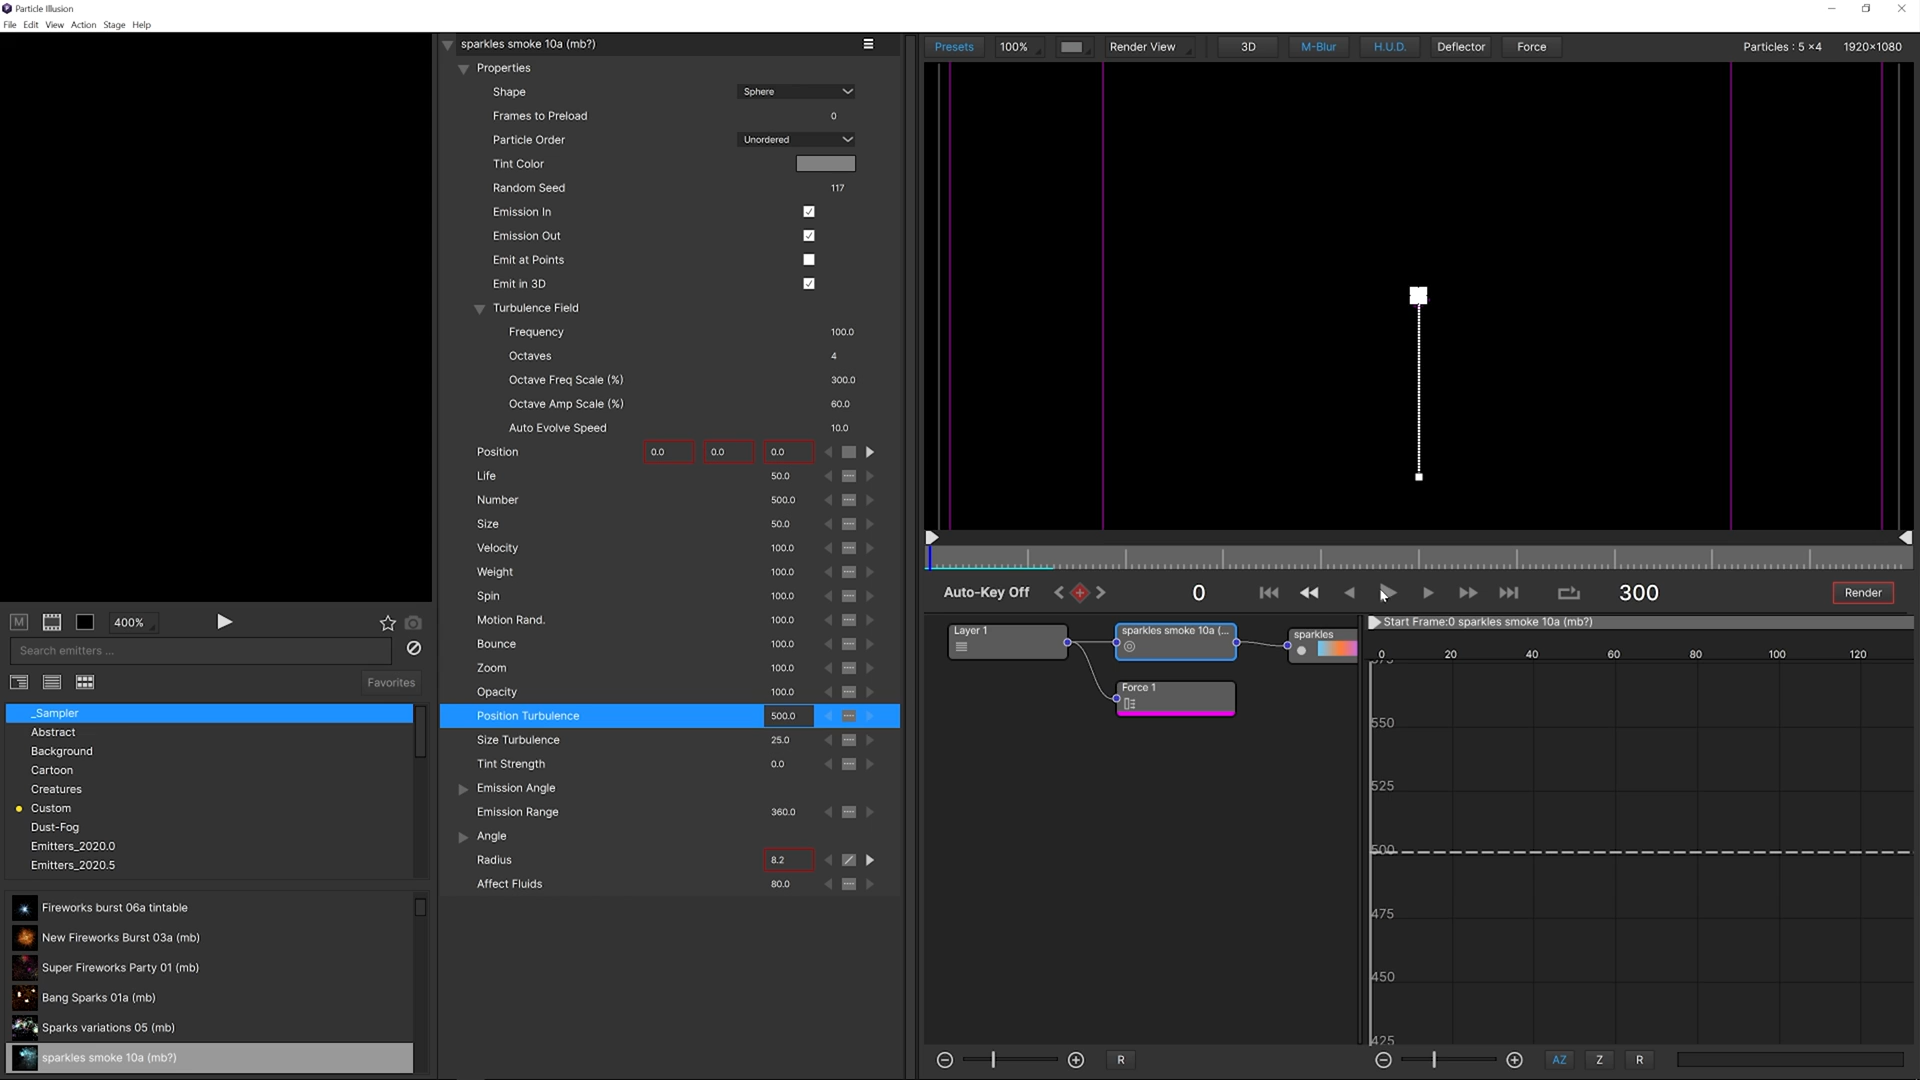 Particle Illusion
File Edit View Action Stage Help
sparkles smoke 10a (mb?)
Properties
Shape Sphere
Frames to Preload 0
Particle Order Unordered
Tint Color
Random Seed 117
Emission In
Emission Out
Emit at Points
Emit in 3D
Turbulence Field
Frequency 100.0
Octaves 4
Octave Freq Scale (%) 300.0
Octave Amp Scale (%) 60.0
Auto Evolve Speed 10.0
Position 0.0 0.0 0.0
Life 50.0
Number 500.0
Size 50.0
Velocity 100.0
Weight 100.0
Spin 100.0
Motion Rand. 100.0
Bounce 100.0
Zoom 100.0
Opacity 100.0
Position Turbulence 500.0
Size Turbulence 25.0
Tint Strength 0.0
Emission Angle
Emission Range 360.0
Angle
Radius 8.2
Affect Fluids 80.0
Presets 100% Render View 3D M-Blur H.U.D. Deflector Force Particles : 5 ×4 1920×1080
Auto-Key Off 0 300 Render
Layer 1
sparkles smoke 10a (...
sparkles
Force 1
Start Frame:0 sparkles smoke 10a (mb?)
0 20 40 60 80 100 120
575
550
525
500
475
450
425
R
AZ Z R
M 400%
Search emitters ...
Favorites
_Sampler
Abstract
Background
Cartoon
Creatures
Custom
Dust-Fog
Emitters_2020.0
Emitters_2020.5
Fireworks burst 06a tintable
New Fireworks Burst 03a (mb)
Super Fireworks Party 01 (mb)
Bang Sparks 01a (mb)
Sparks variations 05 (mb)
sparkles smoke 10a (mb?)